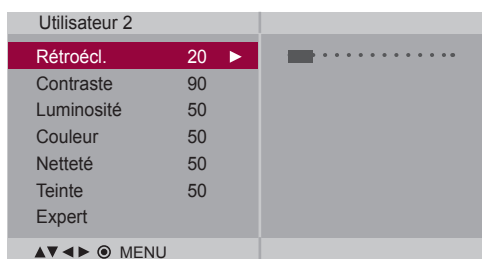 Utilisateur 2
Rétroécl. 20 ►
Contraste 90
Luminosité 50
Couleur 50
Netteté 50
Teinte 50
Expert
▲▼◄► ◉ MENU